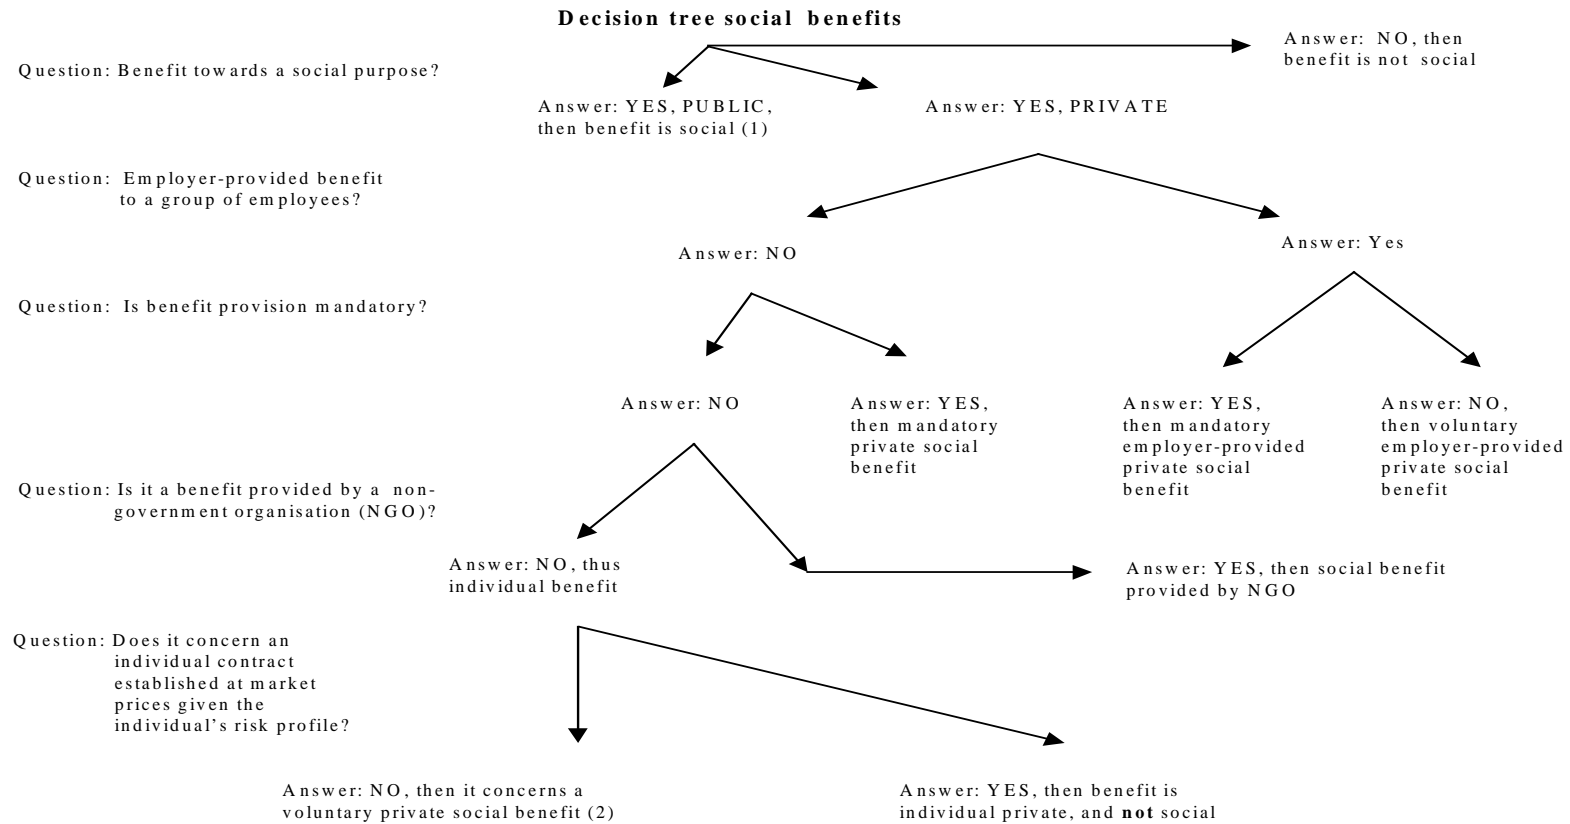 Decision tree social benefits
Question: Benefit towards a social purpose?
Answer: NO, then
benefit is not social
Answer: YES, PUBLIC,
then benefit is social (1)
Answer: YES, PRIVATE
Question: Employer-provided benefit
to a group of employees?
Answer: NO
Answer: Yes
Question: Is benefit provision mandatory?
Answer: NO
Answer: YES,
then mandatory
private social
benefit
Answer: YES,
then mandatory
employer-provided
private social
benefit
Answer: NO,
then voluntary
employer-provided
private social
benefit
Question: Is it a benefit provided by a non-
government organisation (NGO)?
Answer: NO, thus
individual benefit
Answer: YES, then social benefit
provided by NGO
Question: Does it concern an
individual contract
established at market
prices given the
individual’s risk profile?
Answer: NO, then it concerns a
voluntary private social benefit (2)
Answer: YES, then benefit is
individual private, and not social